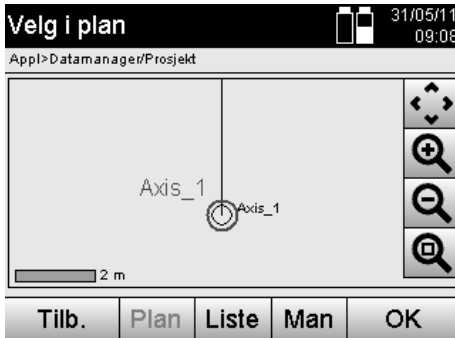 Velg i plan
31/05/11
09:08
Appl>Datamanager/Prosjekt
Axis_1
Axis_1
2 m
Tilb.
Plan
Liste
Man
OK